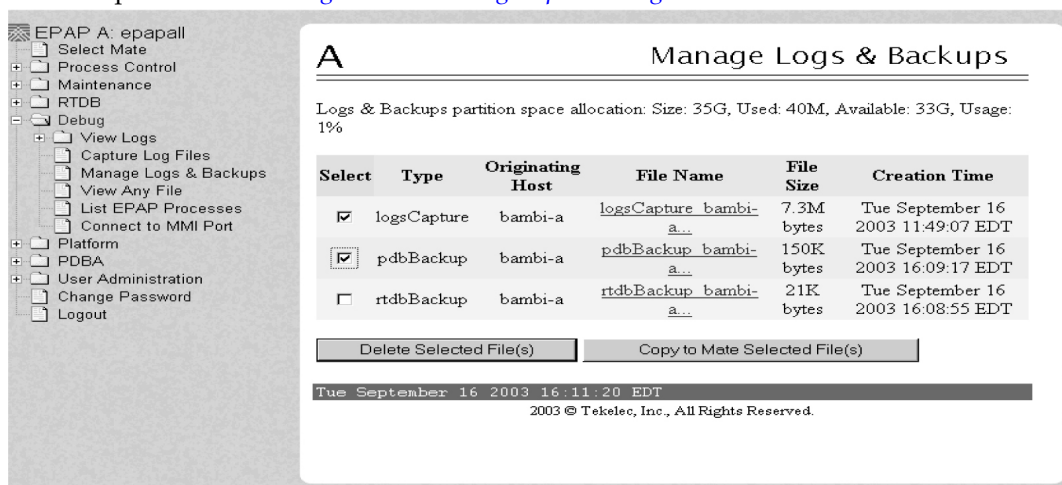 EPAP A: epapall
Select Mate
Process Control
Maintenance
RTDB
Debug
View Logs
Capture Log Files
Manage Logs & Backups
View Any File
List EPAP Processes
Connect to MMI Port
Platform
PDBA
User Administration
Change Password
Logout
A
Manage Logs & Backups
Logs & Backups partition space allocation: Size: 35G, Used: 40M, Available: 33G, Usage:
1%
Select Type Originating Host File Name File Size Creation Time
logsCapture bambi-a logsCapture_bambi-a... 7.3M bytes Tue September 16 2003 11:49:07 EDT
pdbBackup bambi-a pdbBackup_bambi-a... 150K bytes Tue September 16 2003 16:09:17 EDT
rtdbBackup bambi-a rtdbBackup_bambi-a... 21K bytes Tue September 16 2003 16:08:55 EDT
Delete Selected File(s)
Copy to Mate Selected File(s)
Tue September 16 2003 16:11:20 EDT
2003 © Tekelec, Inc., All Rights Reserved.